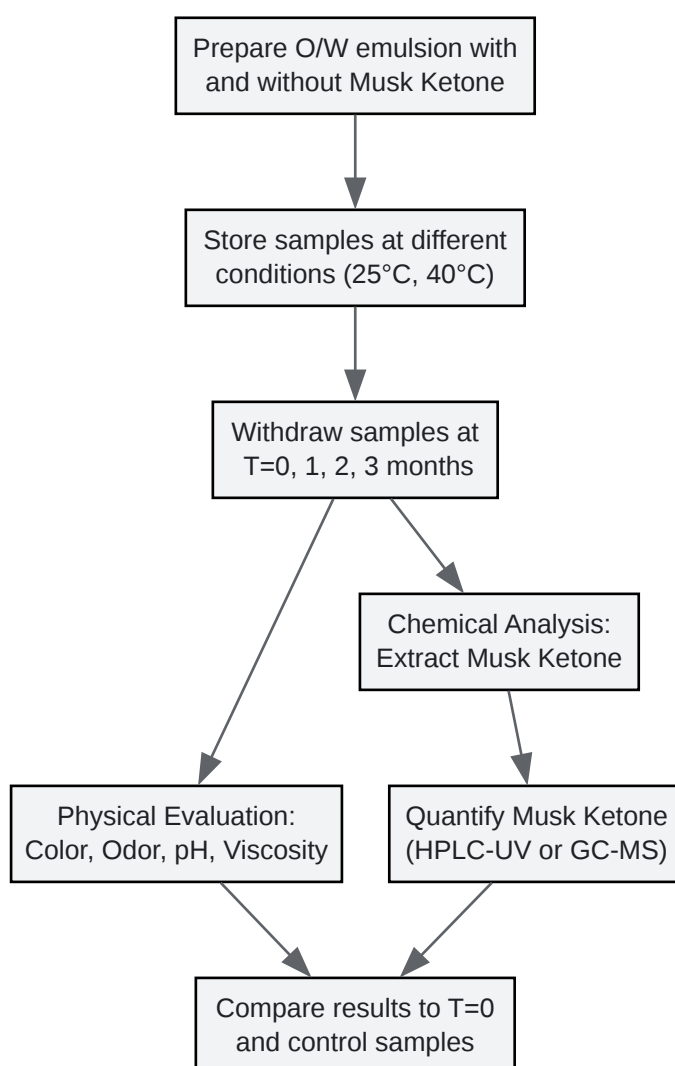 Prepare O/W emulsion with
and without Musk Ketone
Store samples at different
conditions (25°C, 40°C)
Withdraw samples at
T=0, 1, 2, 3 months
Chemical Analysis:
Extract Musk Ketone
Physical Evaluation:
Color, Odor, pH, Viscosity
Quantify Musk Ketone
(HPLC-UV or GC-MS)
Compare results to T=0
and control samples